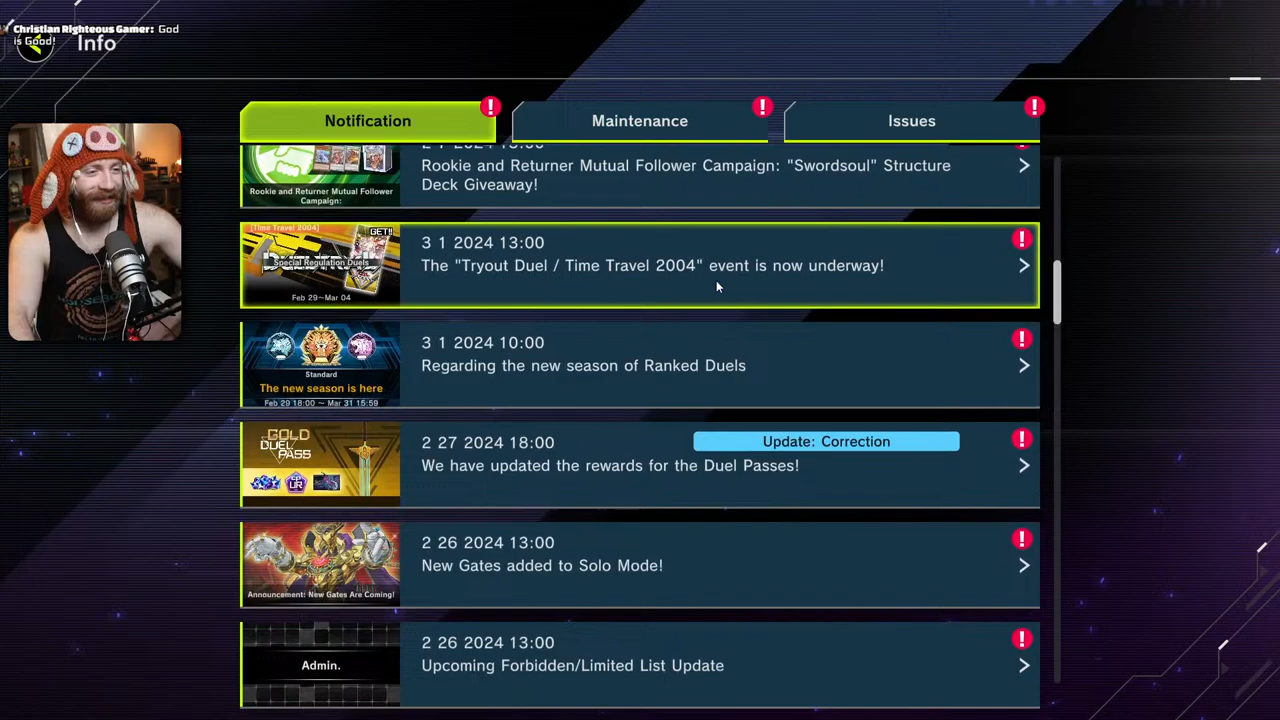 Christian Righteous Gamer: God
is Good!
Info
Notification
Maintenance
Issues
Rookie and Returner Mutual Follower
Campaign:
Rookie and Returner Mutual Follower Campaign: "Swordsoul" Structure
Deck Giveaway!
[Time Travel 2004]
GET!!
Special Regulation Duels
Feb 29~Mar 04
3 1 2024 13:00
The "Tryout Duel / Time Travel 2004" event is now underway!
Standard
The new season is here
Feb 29 18:00 ~ Mar 31 15:59
3 1 2024 10:00
Regarding the new season of Ranked Duels
GOLD
DUEL
PASS
UR
2 27 2024 18:00
Update: Correction
We have updated the rewards for the Duel Passes!
Announcement: New Gates Are Coming!
2 26 2024 13:00
New Gates added to Solo Mode!
Admin.
2 26 2024 13:00
Upcoming Forbidden/Limited List Update